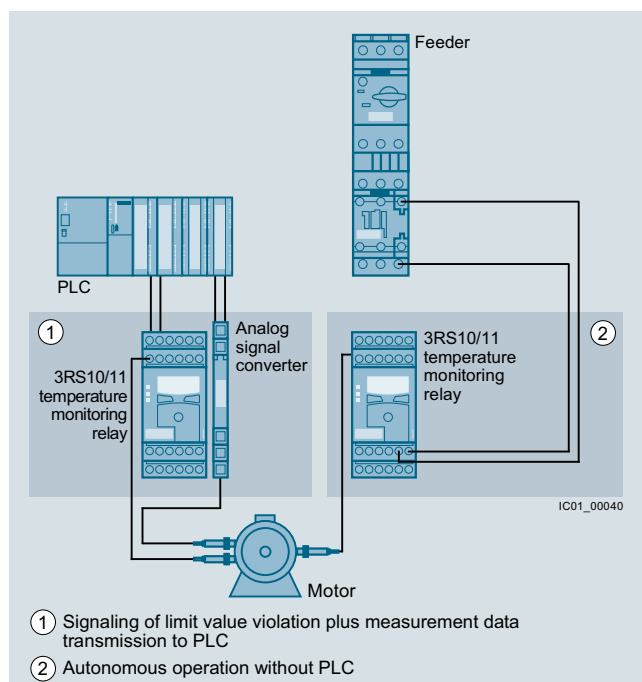 Feeder
PLC
1
3RS10/11
temperature
monitoring
relay
Analog
signal
converter
3RS10/11
temperature
monitoring
relay
2
IC01_00040
Motor
1 Signaling of limit value violation plus measurement data
transmission to PLC
2 Autonomous operation without PLC